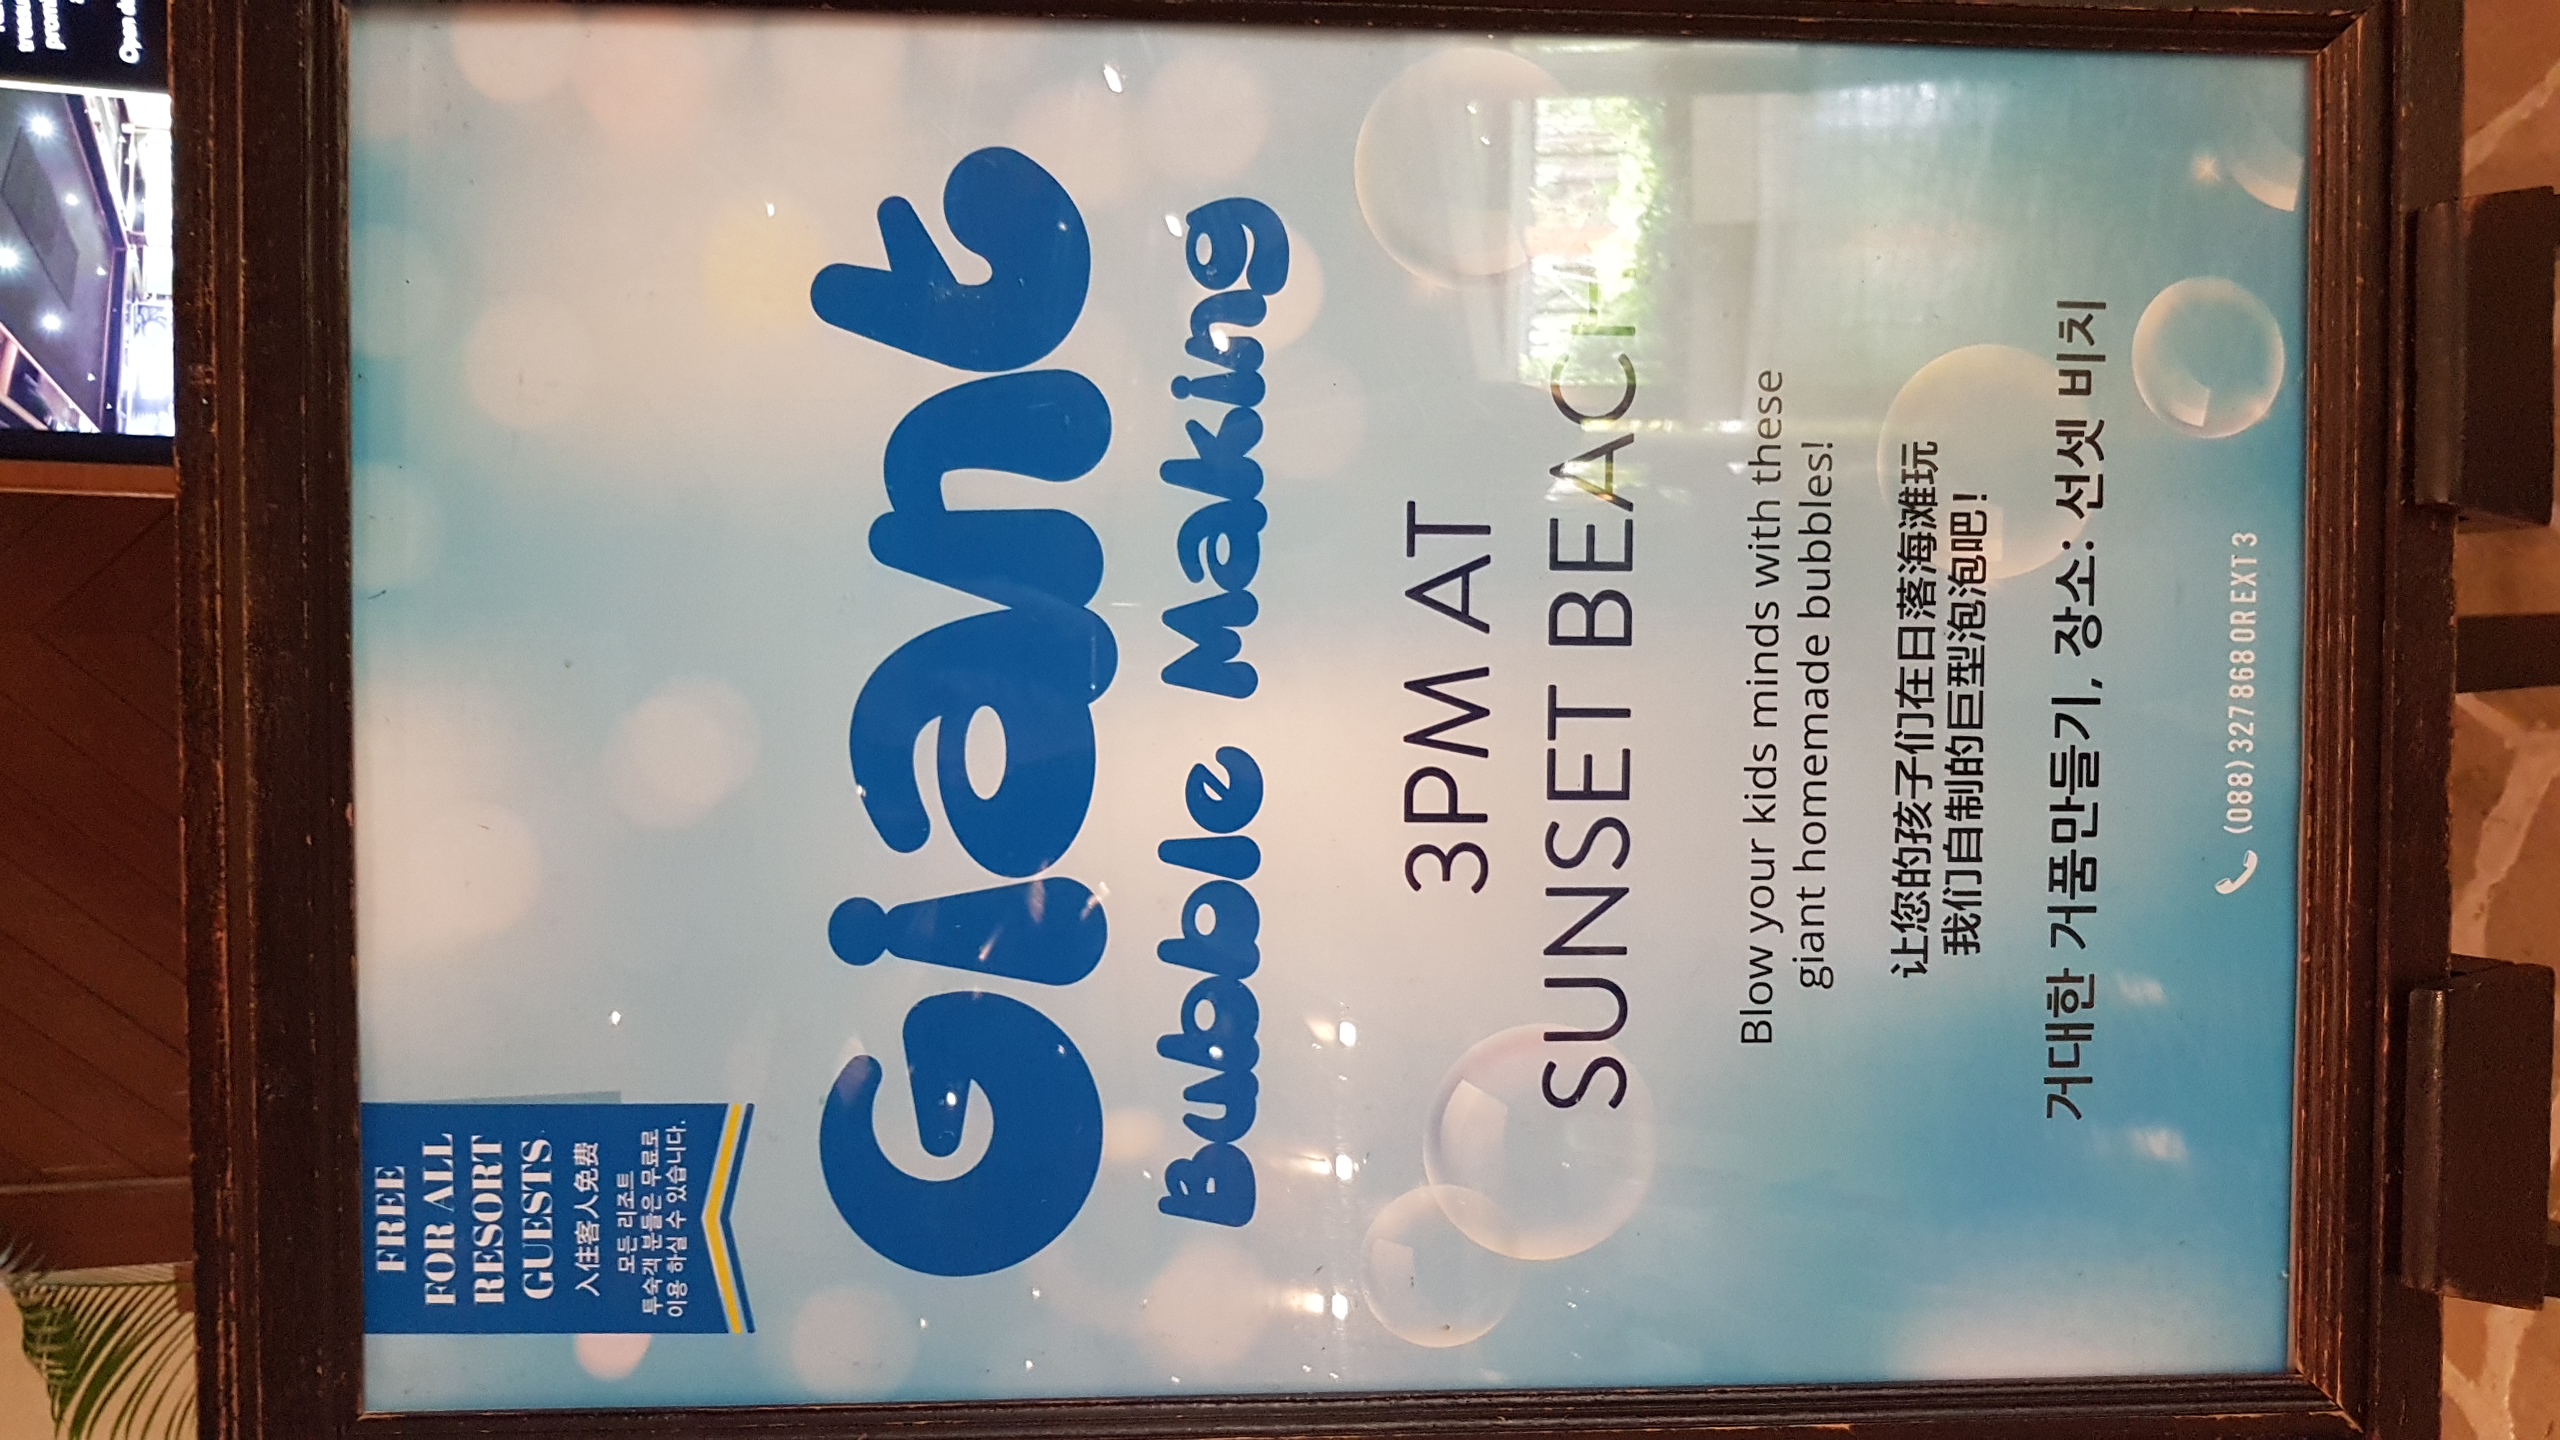 FREE
FOR ALL
RESORT
GUESTS
入住客人免费
모든 리조트
투숙객 분들은 무료로
이용 하실 수 있습니다.
Giant
Bubble Making
3PM AT
SUNSET BEACH
Blow your kids minds with these
giant homemade bubbles!
让您的孩子们在日落海滩玩
我们自制的巨型泡泡吧!
거대한 거품만들기, 장소: 선셋 비치
(088)327868 OR EXT 3
Open